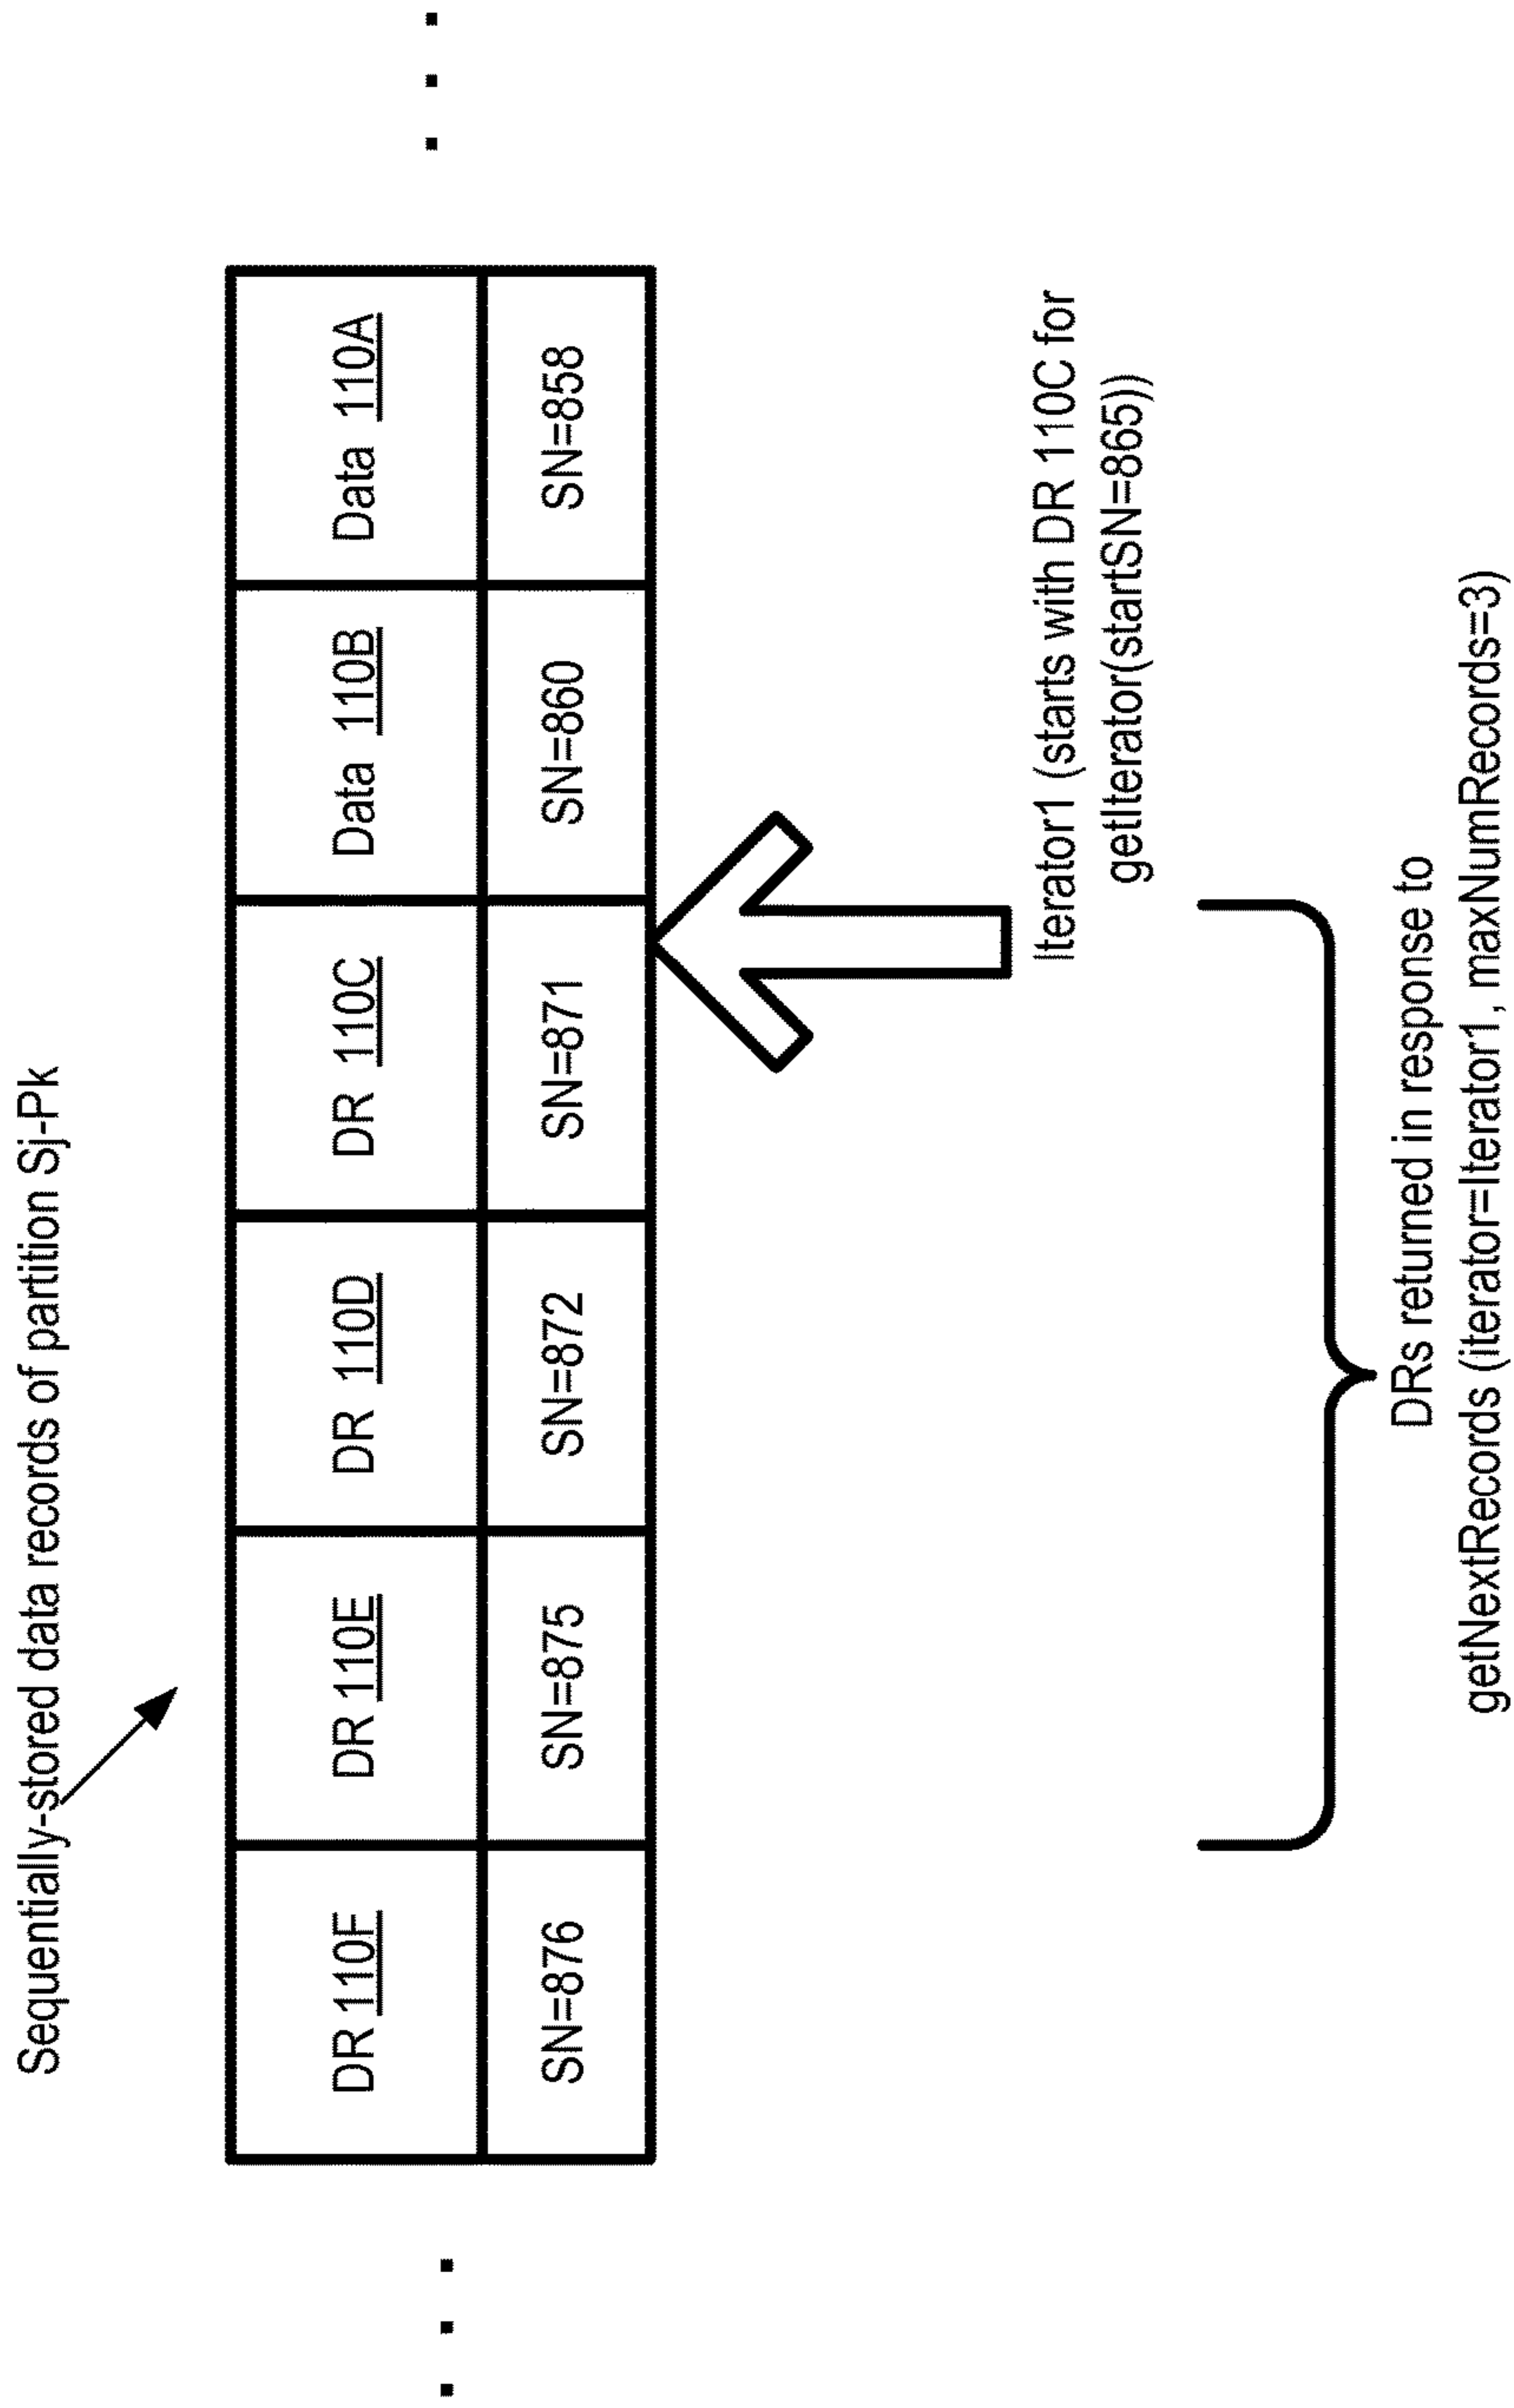 Sequentially-stored data records of partition Sj-Pk
DR 110F
DR 110E
DR 110D
DR 110C
Data 110B
Data 110A
SN=876
SN=875
SN=872
SN=871
SN=860
SN=858
Iterator1 (starts with DR 110C for
getIterator(startSN=865))
DRs returned in response to
getNextRecords (iterator=Iterator1, maxNumRecords=3)